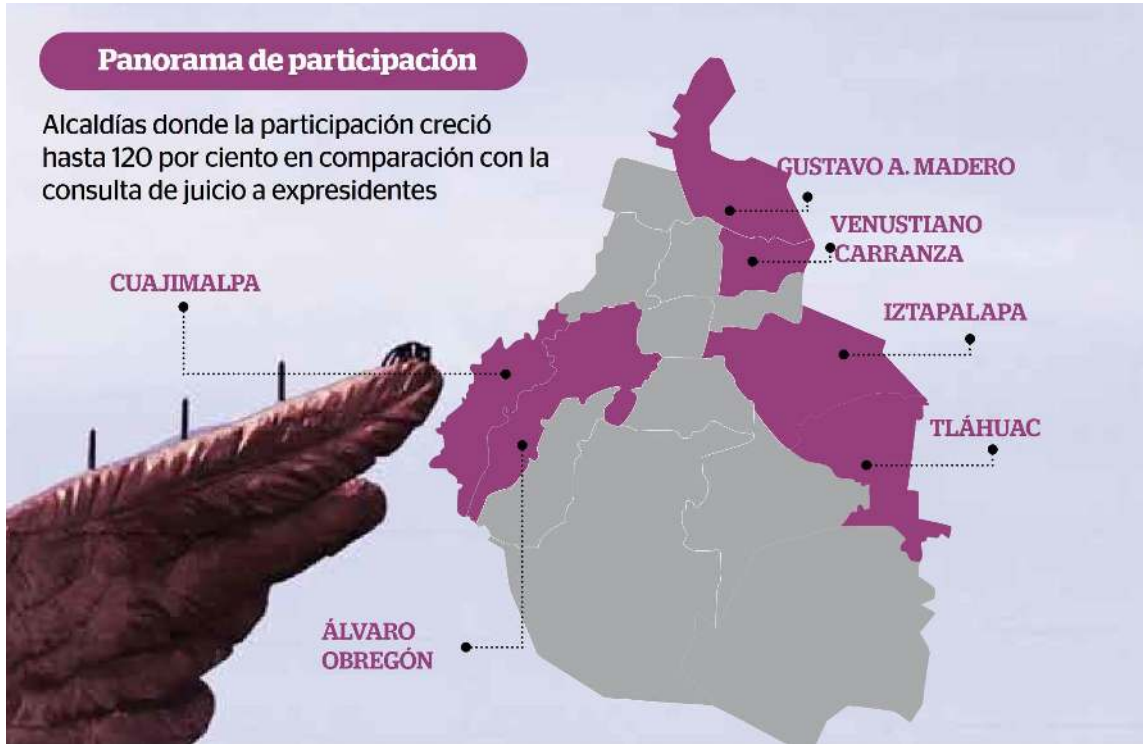 Panorama de participación
Alcaldías donde la participación creció
hasta 120 por ciento en comparación con la
consulta de juicio a expresidentes
GUSTAVO A. MADERO
VENUSTIANO
CARRANZA
CUAJIMALPA
IZTAPALAPA
TLÁHUAC
ÁLVARO
OBREGÓN